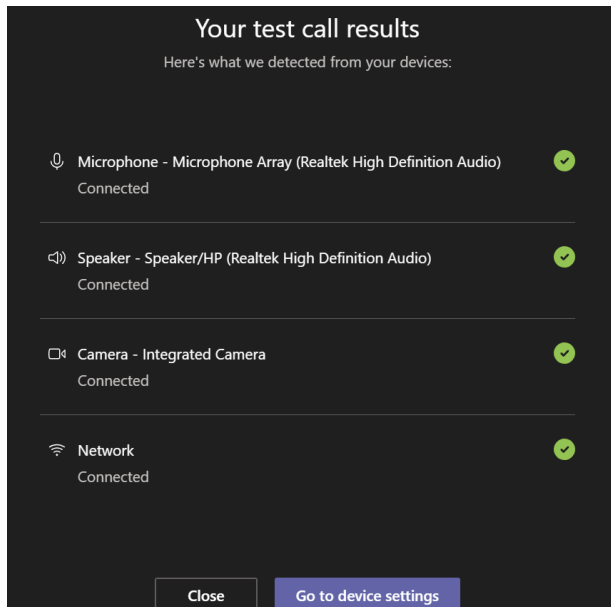 Your test call results
Here's what we detected from your devices:
Microphone - Microphone Array (Realtek High Definition Audio)
Connected
Speaker - Speaker/HP (Realtek High Definition Audio)
Connected
Camera - Integrated Camera
Connected
Network
Connected
Close
Go to device settings